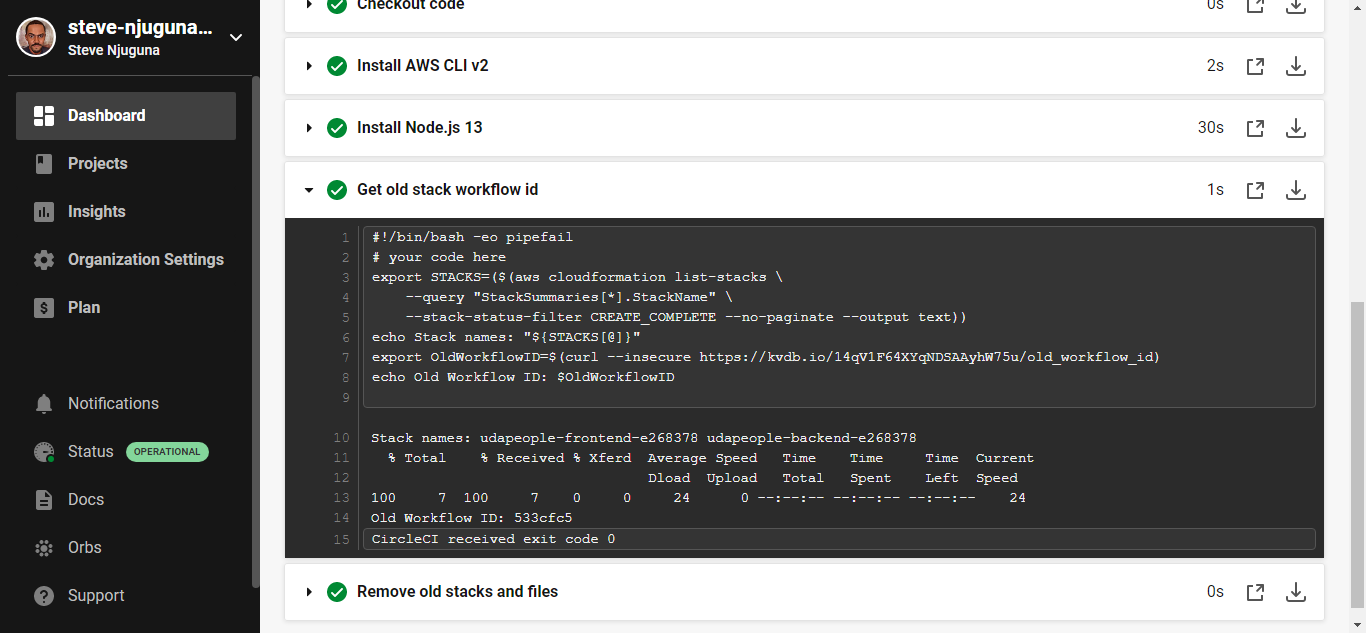 steve-njuguna...
Steve Njuguna
Dashboard
Projects
Insights
Organization Settings
Plan
Notifications
Status OPERATIONAL
Docs
Orbs
Support
Checkout code 0s
Install AWS CLI v2 2s
Install Node.js 13 30s
Get old stack workflow id 1s
1 #!/bin/bash -eo pipefail
2 # your code here
3 export STACKS=($(aws cloudformation list-stacks \
4     --query "StackSummaries[*].StackName" \
5     --stack-status-filter CREATE_COMPLETE --no-paginate --output text))
6 echo Stack names: "${STACKS[@]}"
7 export OldWorkflowID=$(curl --insecure https://kvdb.io/14qV1F64XYqNDSAAyhW75u/old_workflow_id)
8 echo Old Workflow ID: $OldWorkflowID
9
10 Stack names: udapeople-frontend-e268378 udapeople-backend-e268378
11   % Total    % Received % Xferd  Average Speed   Time    Time     Time  Current
12                                  Dload  Upload   Total   Spent    Left  Speed
13 100     7  100     7    0     0     24      0 --:--:-- --:--:-- --:--:--    24
14 Old Workflow ID: 533cfc5
15 CircleCI received exit code 0
Remove old stacks and files 0s